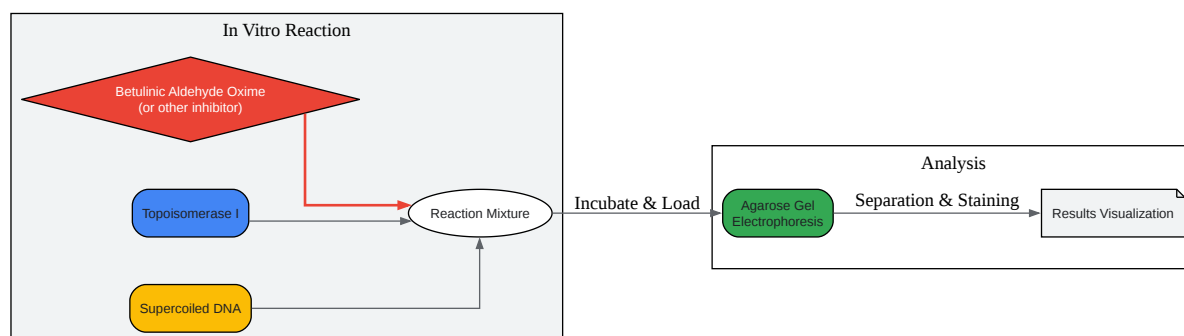 In Vitro Reaction
Betulinic Aldehyde Oxime
(or other inhibitor)
Topoisomerase I
Supercoiled DNA
Reaction Mixture
Incubate & Load
Analysis
Agarose Gel
Electrophoresis
Separation & Staining
Results Visualization